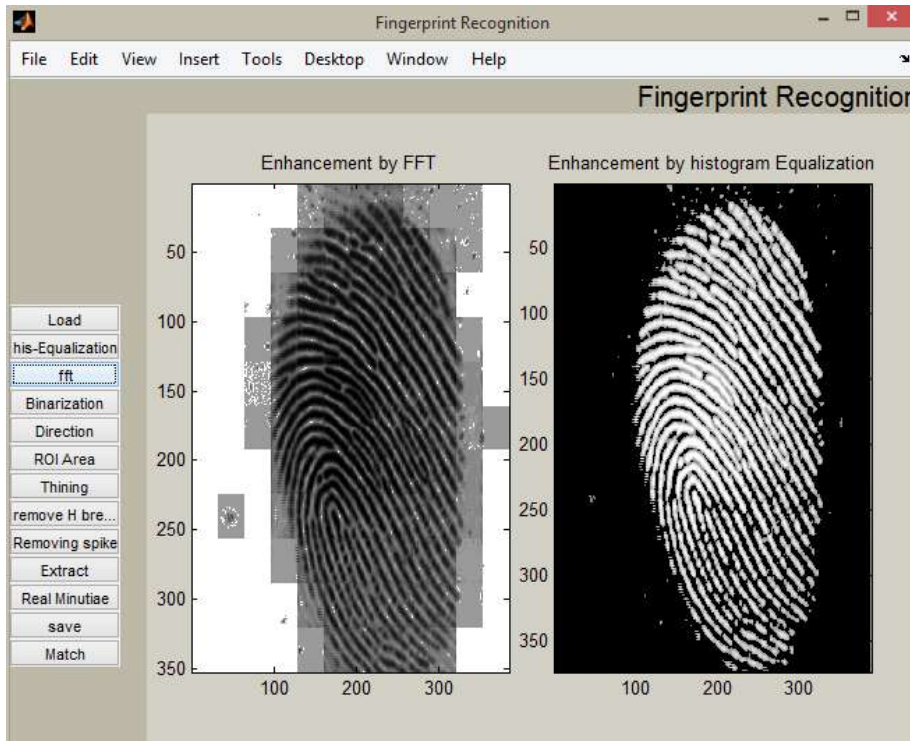 Fingerprint Recognition
File Edit View Insert Tools Desktop Window Help
Fingerprint Recognition
Load
his-Equalization
fft
Binarization
Direction
ROI Area
Thining
remove H bre...
Removing spike
Extract
Real Minutiae
save
Match
Enhancement by FFT
50
100
150
200
250
300
350
100 200 300
Enhancement by histogram Equalization
50
100
150
200
250
300
350
100 200 300